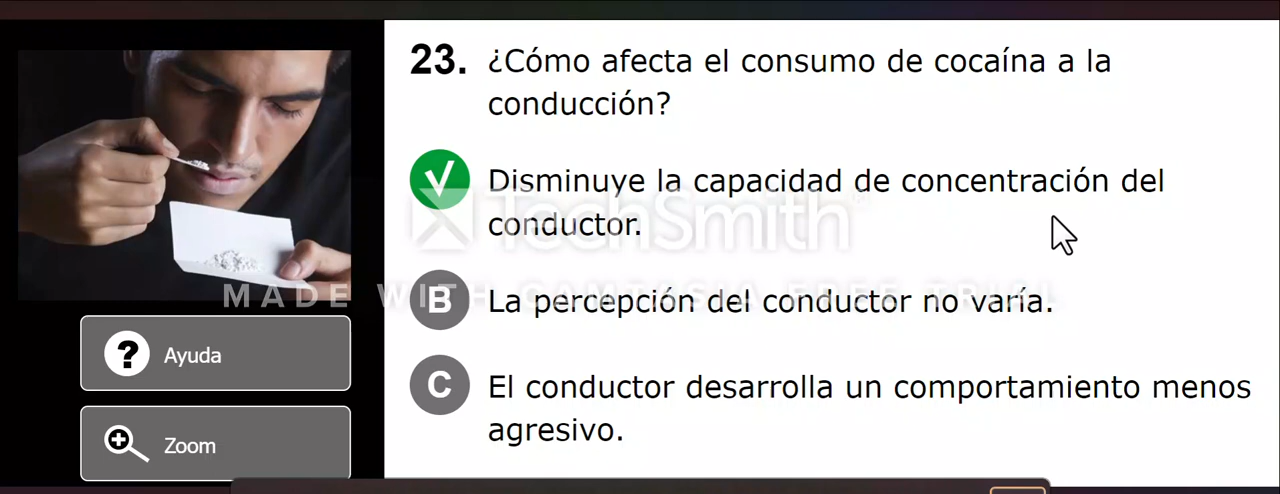 23. ¿Cómo afecta el consumo de cocaína a la
conducción?
Disminuye la capacidad de concentración del
conductor.
TechSmith
MADE WITH CAMTASIA FREE TRIAL
B La percepción del conductor no varía.
C El conductor desarrolla un comportamiento menos
agresivo.
? Ayuda
Zoom